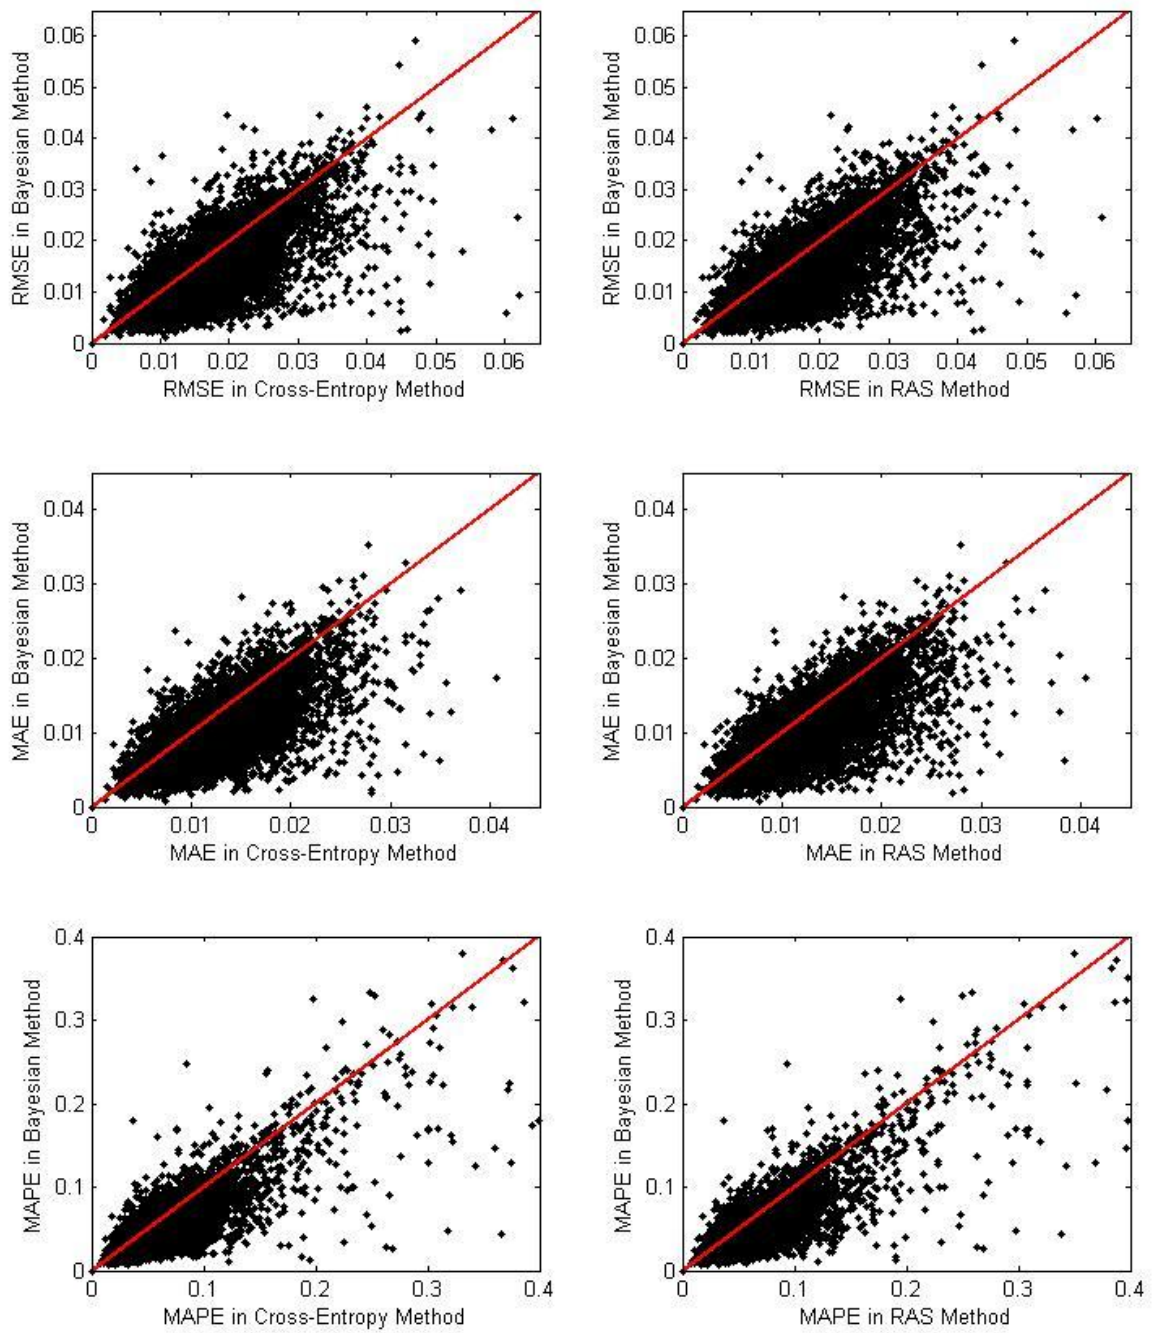 0.06
0.05
0.04
0.03
0.02
0.01
0
RMSE in Bayesian Method
0 0.01 0.02 0.03 0.04 0.05 0.06
RMSE in Cross-Entropy Method
0.06
0.05
0.04
0.03
0.02
0.01
0
RMSE in Bayesian Method
0 0.01 0.02 0.03 0.04 0.05 0.06
RMSE in RAS Method
0.04
0.03
0.02
0.01
0
MAE in Bayesian Method
0 0.01 0.02 0.03 0.04
MAE in Cross-Entropy Method
0.04
0.03
0.02
0.01
0
MAE in Bayesian Method
0 0.01 0.02 0.03 0.04
MAE in RAS Method
0.4
0.3
0.2
0.1
0
MAPE in Bayesian Method
0 0.1 0.2 0.3 0.4
MAPE in Cross-Entropy Method
0.4
0.3
0.2
0.1
0
MAPE in Bayesian Method
0 0.1 0.2 0.3 0.4
MAPE in RAS Method